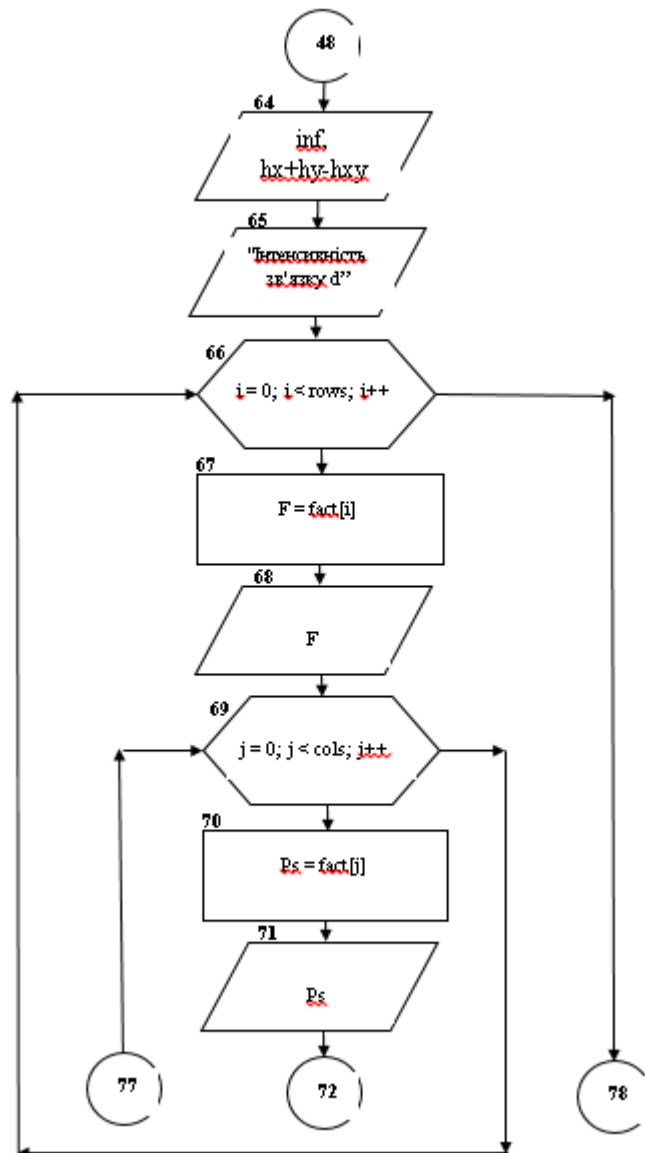 48
64
inf,
hx+hy-hxy
65
"Інтенсивність
зв'язку d”
66
i = 0; i < rows; i++
67
F = fact[i]
68
F
69
j = 0; j < cols; j++
70
Ps = fact[j]
71
Ps
77
72
78